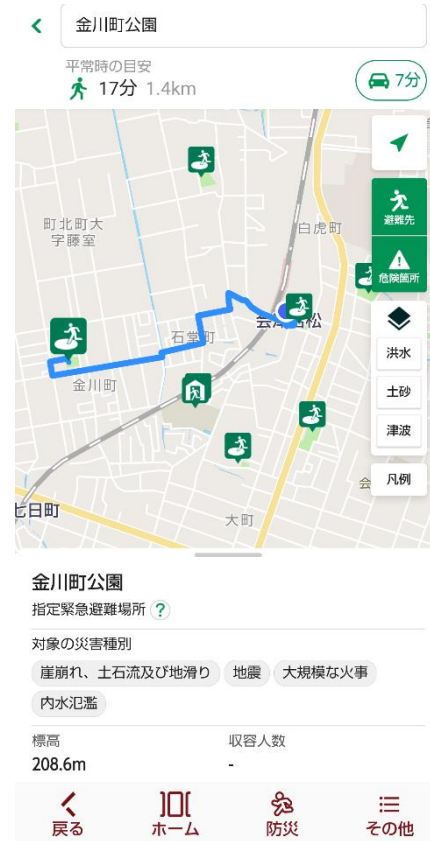 金川町公園
平常時の目安
17分 1.4km
7分
避難先
危険箇所
町北町大
字藤室
白虎町
石堂町
金川町
洪水
土砂
津波
凡例
七日町
大町
会
金川町公園
指定緊急避難場所 ?
対象の災害種別
崖崩れ、土石流及び地滑り 地震 大規模な火事
内水氾濫
標高 収容人数
208.6m -
戻る ホーム 防災 その他